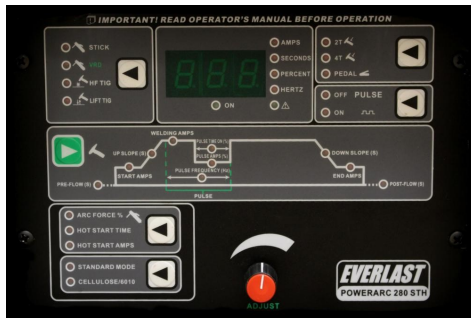 IMPORTANT! READ OPERATOR'S MANUAL BEFORE OPERATION
STICK
VRD
HF TIG
LIFT TIG
AMPS
SECONDS
PERCENT
HERTZ
ON
2T
4T
PEDAL
OFF PULSE
ON
WELDING AMPS
PULSE TIME ON (%)
UP SLOPE (S)
PULSE AMPS (%)
DOWN SLOPE (S)
START AMPS
PULSE FREQUENCY (Hz)
END AMPS
PRE-FLOW (S)
POST-FLOW (S)
PULSE
ARC FORCE %
HOT START TIME
HOT START AMPS
STANDARD MODE
CELLULOSE/6010
ADJUST
EVERLAST
POWERARC 280 STH